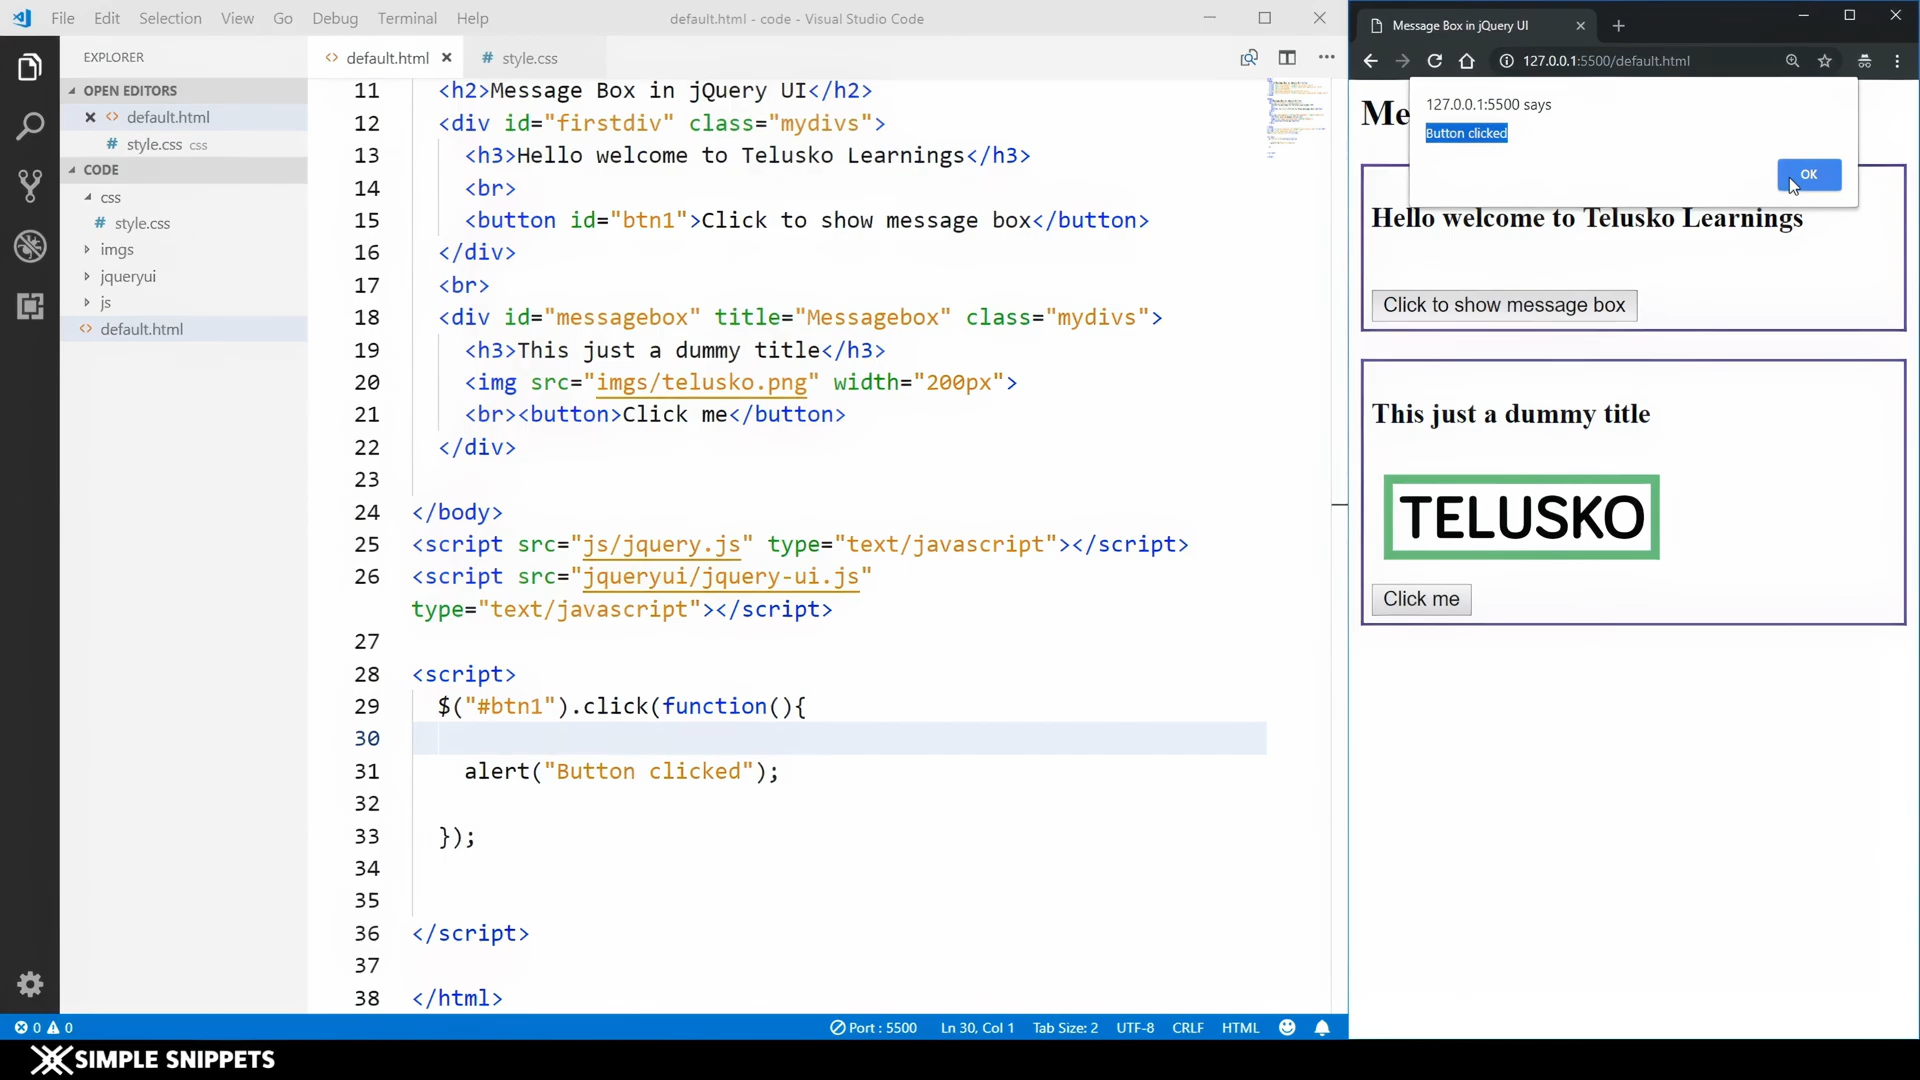 File Edit Selection View Go Debug Terminal Help
default.html - code - Visual Studio Code
EXPLORER
OPEN EDITORS
default.html
style.css css
CODE
css
style.css
imgs
jqueryui
js
default.html
default.html
style.css
11 <h2>Message Box in jQuery UI</h2>
12 <div id="firstdiv" class="mydivs">
13 <h3>Hello welcome to Telusko Learnings</h3>
14 <br>
15 <button id="btn1">Click to show message box</button>
16 </div>
17 <br>
18 <div id="messagebox" title="Messagebox" class="mydivs">
19 <h3>This just a dummy title</h3>
20 <img src="imgs/telusko.png" width="200px">
21 <br><button>Click me</button>
22 </div>
23
24 </body>
25 <script src="js/jquery.js" type="text/javascript"></script>
26 <script src="jqueryui/jquery-ui.js"
type="text/javascript"></script>
27
28 <script>
29 $("#btn1").click(function(){
30
31 alert("Button clicked");
32
33 });
34
35
36 </script>
37
38 </html>
0 0
Port : 5500 Ln 30, Col 1 Tab Size: 2 UTF-8 CRLF HTML
SIMPLE SNIPPETS
Message Box in jQuery UI
127.0.0.1:5500/default.html
127.0.0.1:5500 says
Button clicked
OK
Me
Hello welcome to Telusko Learnings
Click to show message box
This just a dummy title
TELUSKO
Click me